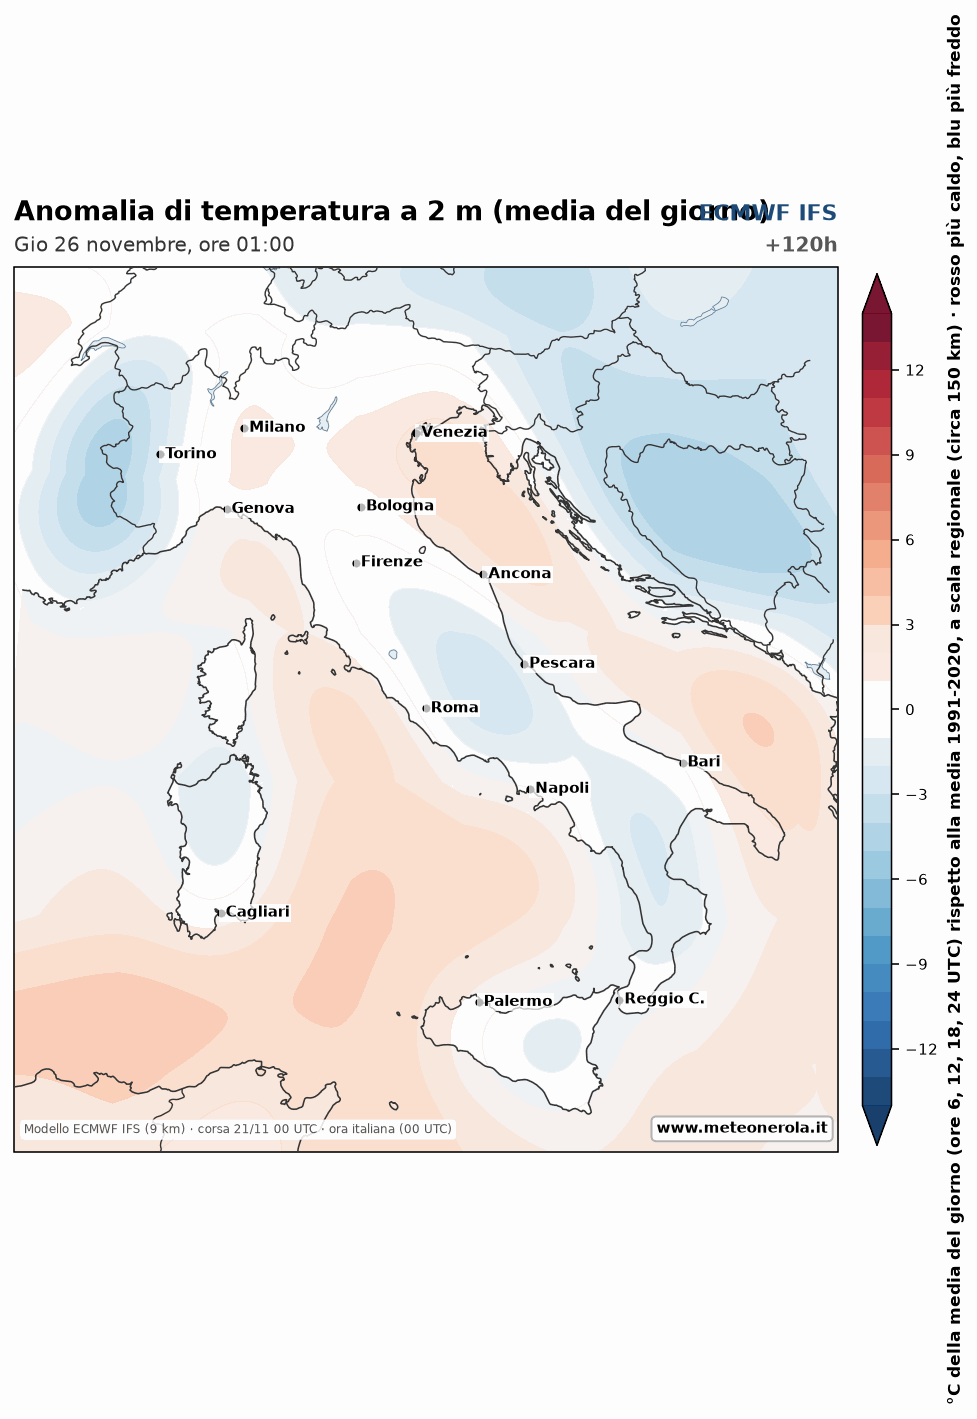 Anomalia di temperatura a 2 m (media del giorno)
ECMWF IFS
Gio 26 novembre, ore 01:00
+120h
Milano
Venezia
Torino
Genova
Bologna
Firenze
Ancona
Pescara
Roma
Bari
Napoli
Cagliari
Palermo
Reggio C.
Modello ECMWF IFS (9 km) · corsa 21/11 00 UTC · ora italiana (00 UTC)
www.meteonerola.it
12
9
6
3
0
−3
−6
−9
−12
°C della media del giorno (ore 6, 12, 18, 24 UTC) rispetto alla media 1991-2020, a scala regionale (circa 150 km) · rosso più caldo, blu più freddo